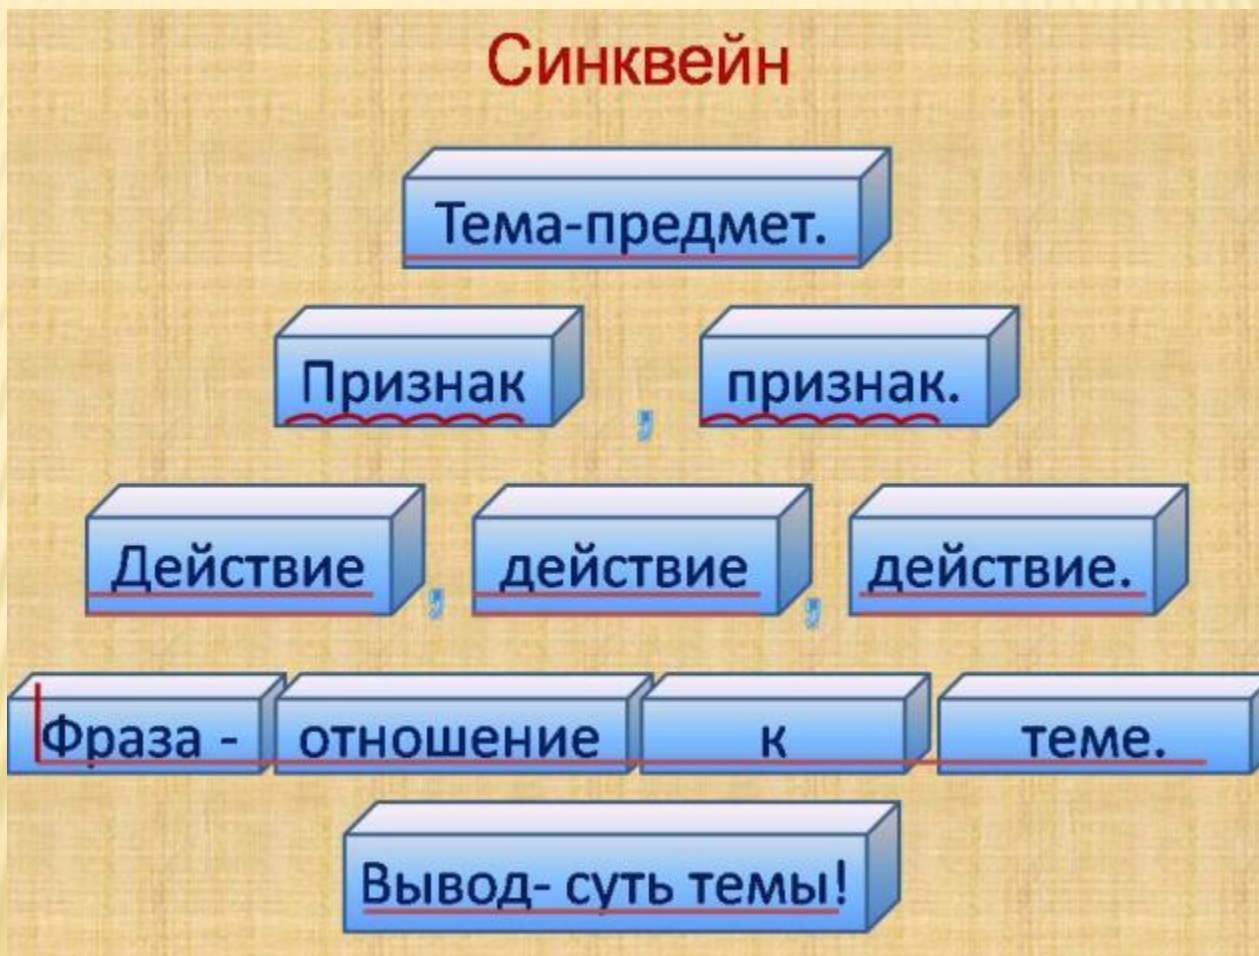 Синквейн
Тема-предмет.
Признак , признак.
Действие , действие , действие.
Фраза - отношение к теме.
Вывод- суть темы!